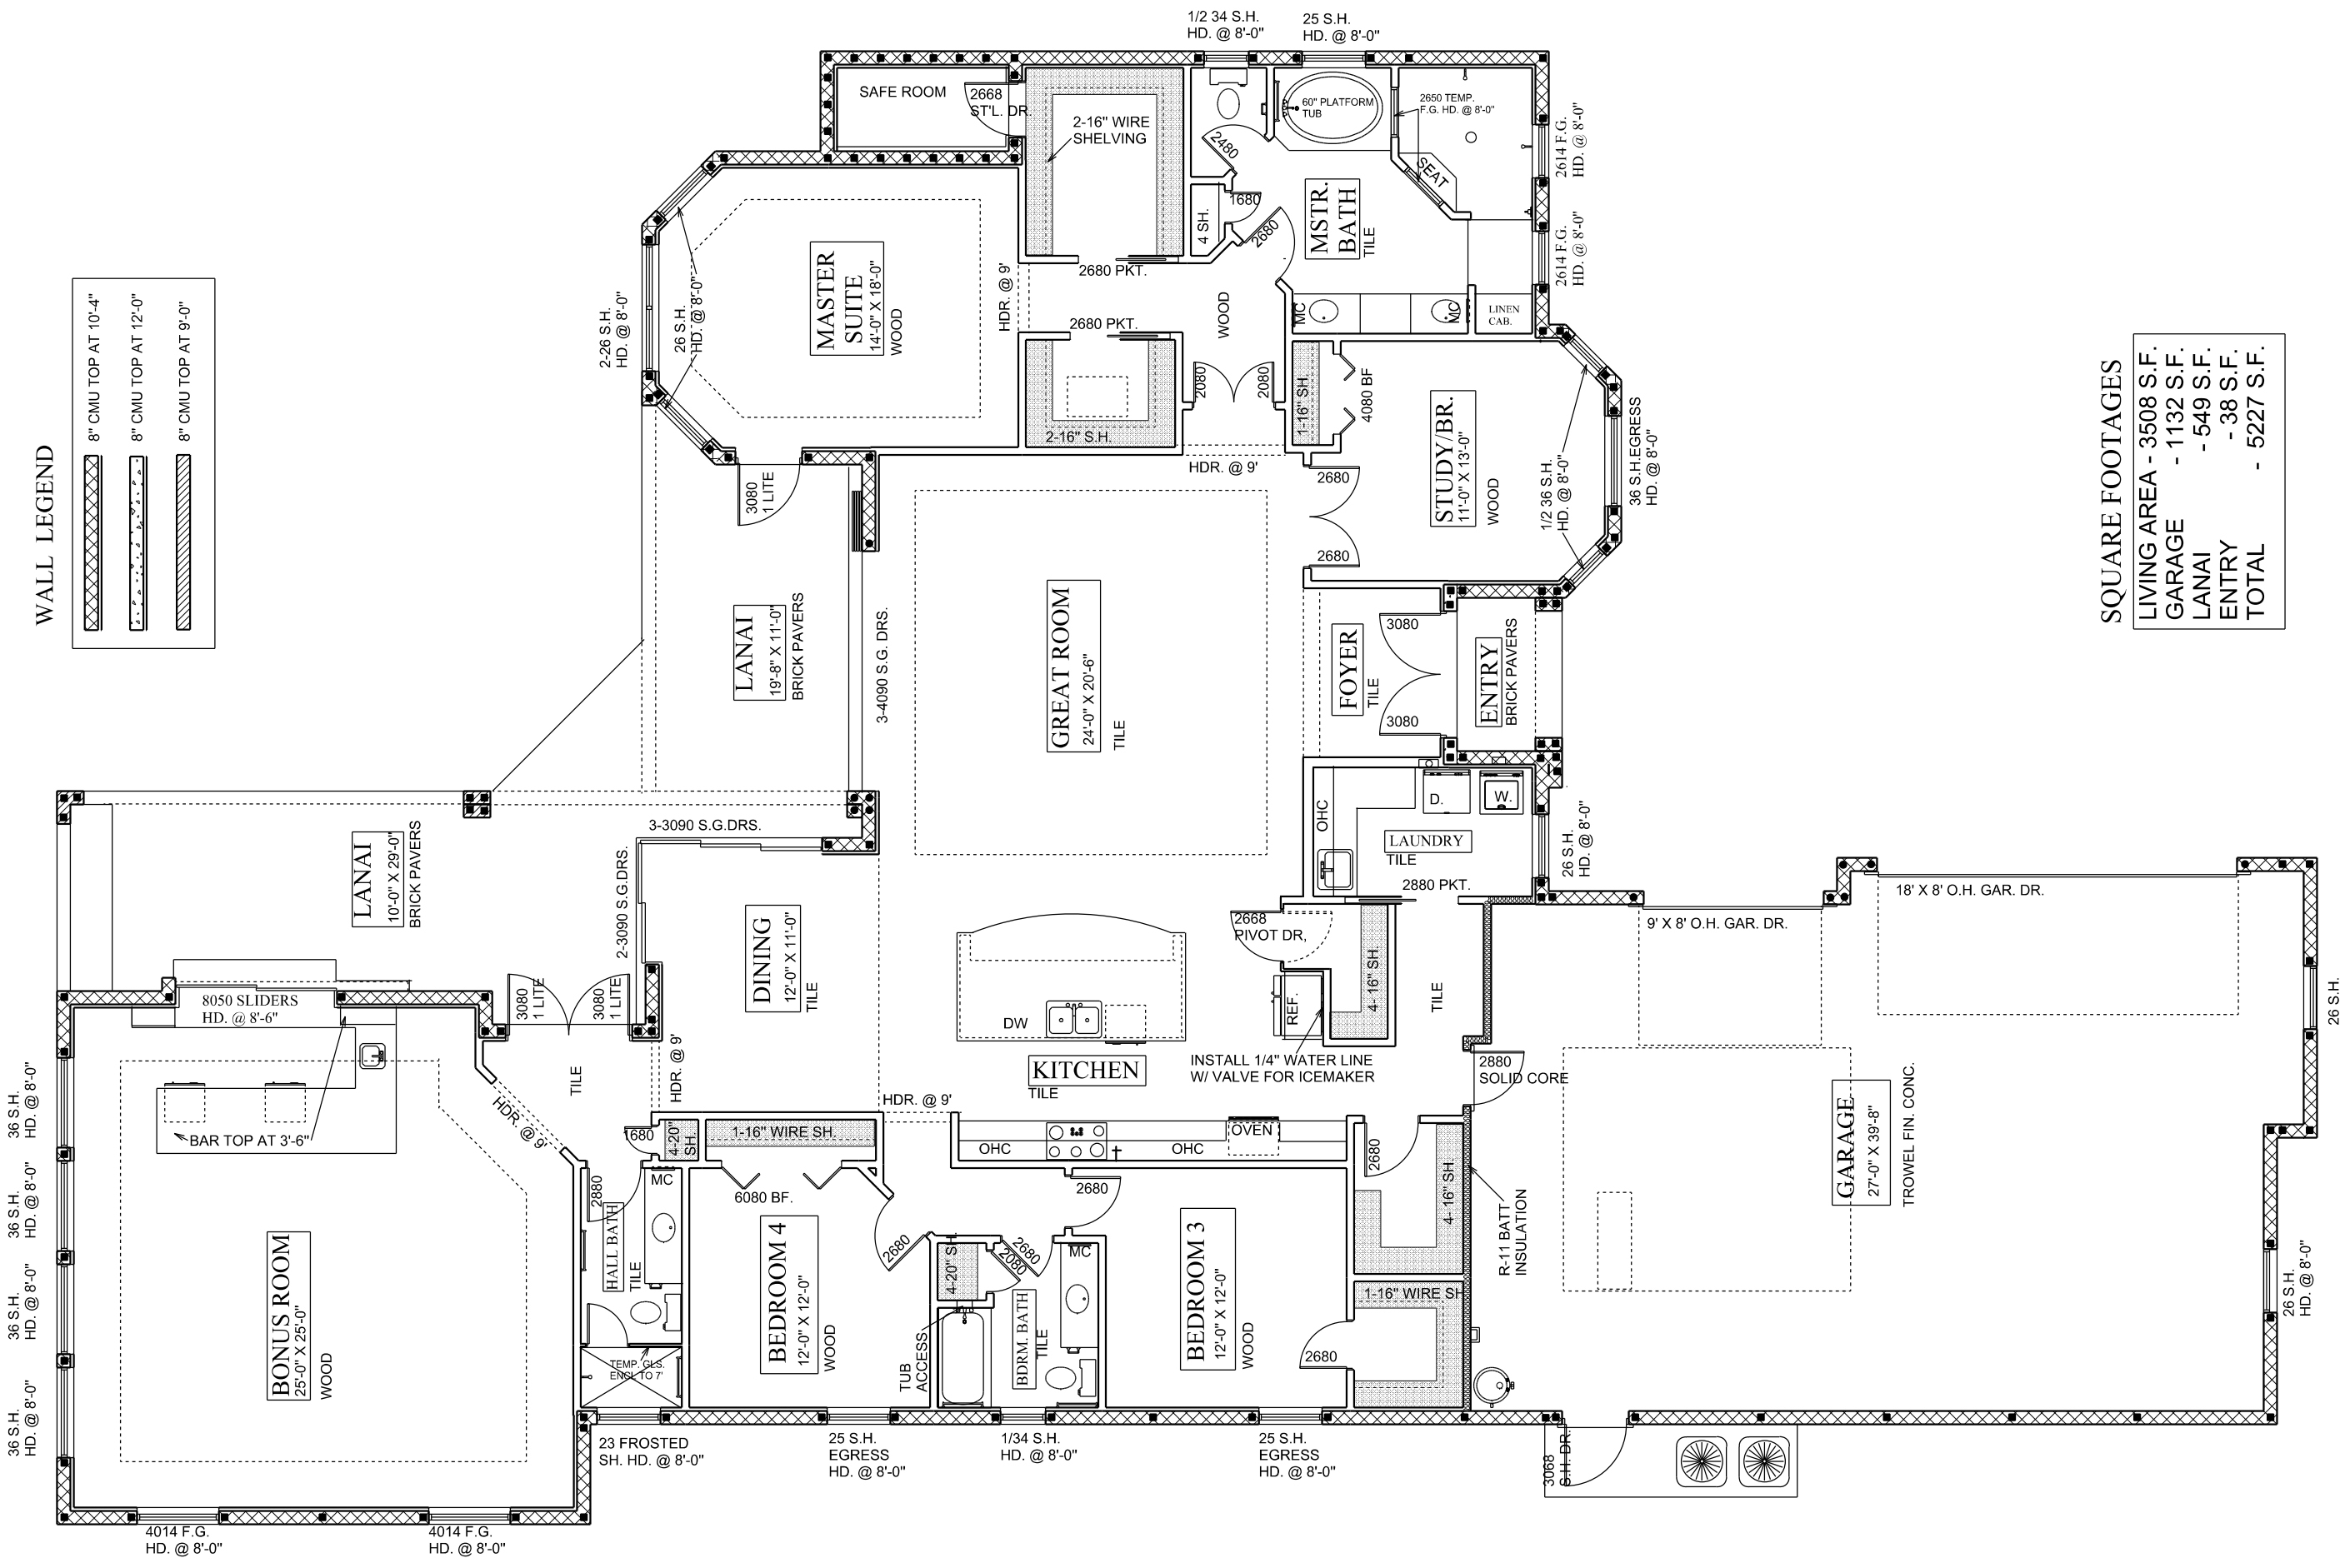 1/2 34 S.H.
HD. @ 8'-0"
25 S.H.
HD. @ 8'-0"
SAFE ROOM
2668
ST'L. DR.
2-16" WIRE
SHELVING
2480
60" PLATFORM
TUB
2650 TEMP.
F.G. HD. @ 8'-0"
SEAT
2614 F.G.
HD. @ 8'-0"
2614 F.G.
HD. @ 8'-0"
4 SH.
1680
2680
MSTR.
BATH
TILE
2680 PKT.
HDR. @ 9'
2680 PKT.
WOOD
MC
MC
LINEN
CAB.
MASTER
SUITE
14'-0" X 18'-0"
WOOD
2-26 S.H.
HD. @ 8'-0"
26 S.H.
HD. @ 8'-0"
2-16" S.H.
2080
2080
1-16" SH.
4080 BF
HDR. @ 9'
STUDY/BR.
11'-0" X 13'-0"
WOOD
2680
2680
1/2 36 S.H.
HD. @ 8'-0"
36 S.H.EGRESS
HD. @ 8'-0"
WALL LEGEND
8" CMU TOP AT 10'-4"
8" CMU TOP AT 12'-0"
8" CMU TOP AT 9'-0"
SQUARE FOOTAGES
LIVING AREA - 3508 S.F.
GARAGE - 1132 S.F.
LANAI - 549 S.F.
ENTRY - 38 S.F.
TOTAL - 5227 S.F.
3080
1 LITE
LANAI
19'-8" X 11'-0"
BRICK PAVERS
3-4090 S.G. DRS.
GREAT ROOM
24'-0" X 20'-6"
TILE
FOYER
TILE
3080
3080
ENTRY
BRICK PAVERS
OHC
D.
W.
LAUNDRY
TILE
2880 PKT.
26 S.H.
HD. @ 8'-0"
3-3090 S.G.DRS.
2-3090 S.G.DRS.
LANAI
10'-0" X 29'-0"
BRICK PAVERS
DINING
12'-0" X 11'-0"
TILE
2668
PIVOT DR,
4- 16" SH.
REF.
TILE
DW
KITCHEN
TILE
INSTALL 1/4" WATER LINE
W/ VALVE FOR ICEMAKER
2880
SOLID CORE
9' X 8' O.H. GAR. DR.
18' X 8' O.H. GAR. DR.
26 S.H.
GARAGE
27'-0" X 39'-8"
TROWEL FIN. CONC.
26 S.H.
HD. @ 8'-0"
8050 SLIDERS
HD. @ 8'-6"
3080
1 LITE
3080
1 LITE
TILE
HDR. @ 9'
HDR. @ 9'
HDR. @ 9'
BAR TOP AT 3'-6"
36 S.H.
HD. @ 8'-0"
36 S.H.
HD. @ 8'-0"
36 S.H.
HD. @ 8'-0"
36 S.H.
HD. @ 8'-0"
BONUS ROOM
25'-0" X 25'-0"
WOOD
1680
4-20"
SH.
1-16" WIRE SH.
OHC
OHC
OVEN
2680
4- 16" SH.
R-11 BATT
INSULATION
2880
MC
HALL BATH
TILE
6080 BF.
BEDROOM 4
12'-0" X 12'-0"
WOOD
2680
4-20" SH.
2680
2080
2680
MC
BDRM. BATH
TILE
TUB
ACCESS
BEDROOM 3
12'-0" X 12'-0"
WOOD
1-16" WIRE SH
2680
TEMP. GLS.
ENCL TO 7'
23 FROSTED
SH. HD. @ 8'-0"
25 S.H.
EGRESS
HD. @ 8'-0"
1/34 S.H.
HD. @ 8'-0"
25 S.H.
EGRESS
HD. @ 8'-0"
3068
S.H. DR.
4014 F.G.
HD. @ 8'-0"
4014 F.G.
HD. @ 8'-0"